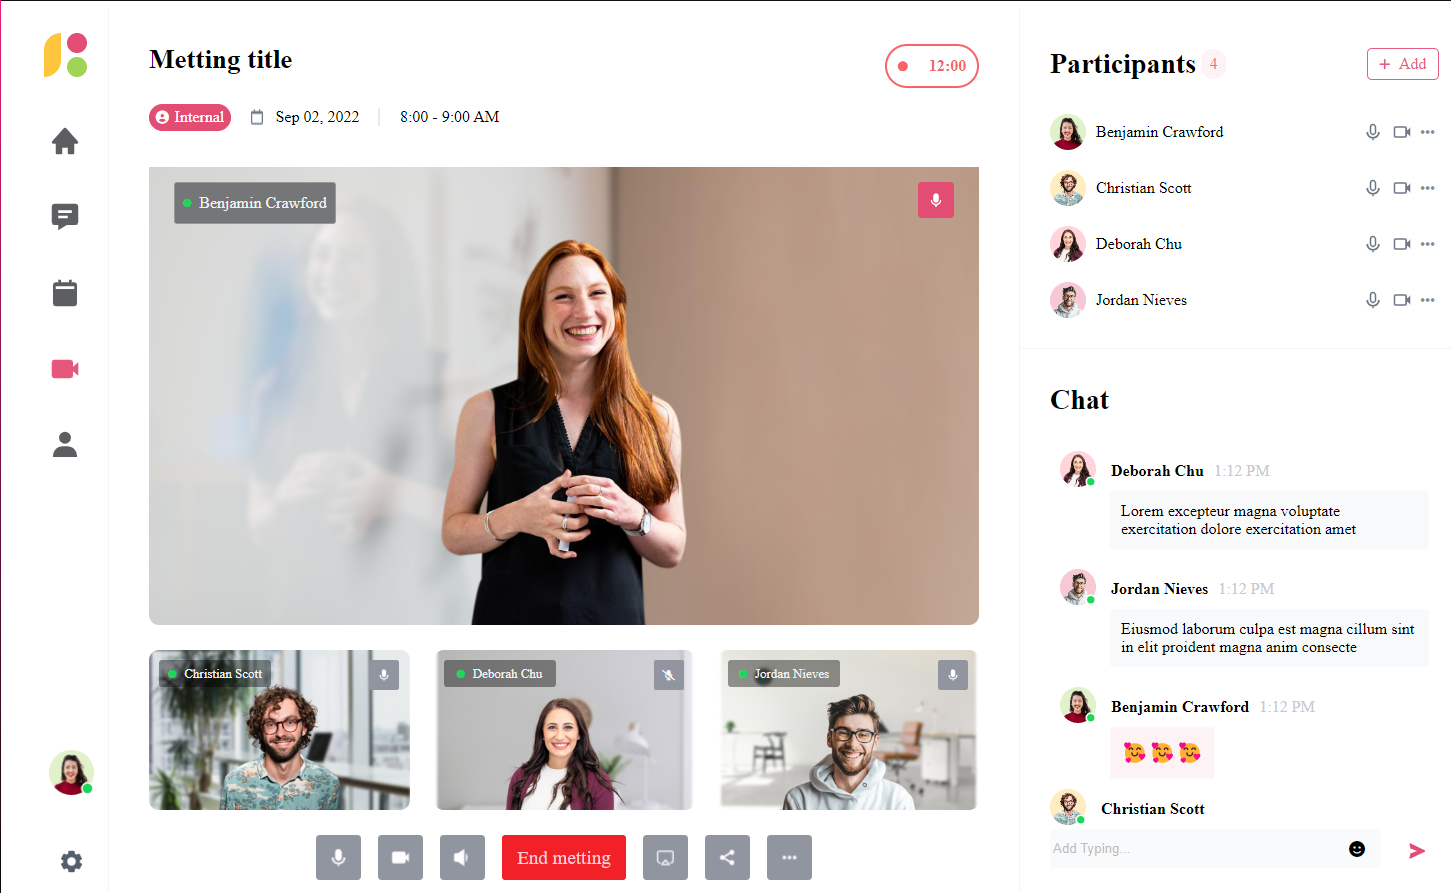 Metting title
12:00
Internal
Sep 02, 2022
8:00 - 9:00 AM
Benjamin Crawford
Christian Scott
Deborah Chu
Jordan Nieves
End metting
Participants 4
+ Add
Benjamin Crawford
Christian Scott
Deborah Chu
Jordan Nieves
Chat
Deborah Chu 1:12 PM
Lorem excepteur magna voluptate
exercitation dolore exercitation amet
Jordan Nieves 1:12 PM
Eiusmod laborum culpa est magna cillum sint
in elit proident magna anim consecte
Benjamin Crawford 1:12 PM
🥰 🥰 🥰
Christian Scott
Add Typing...